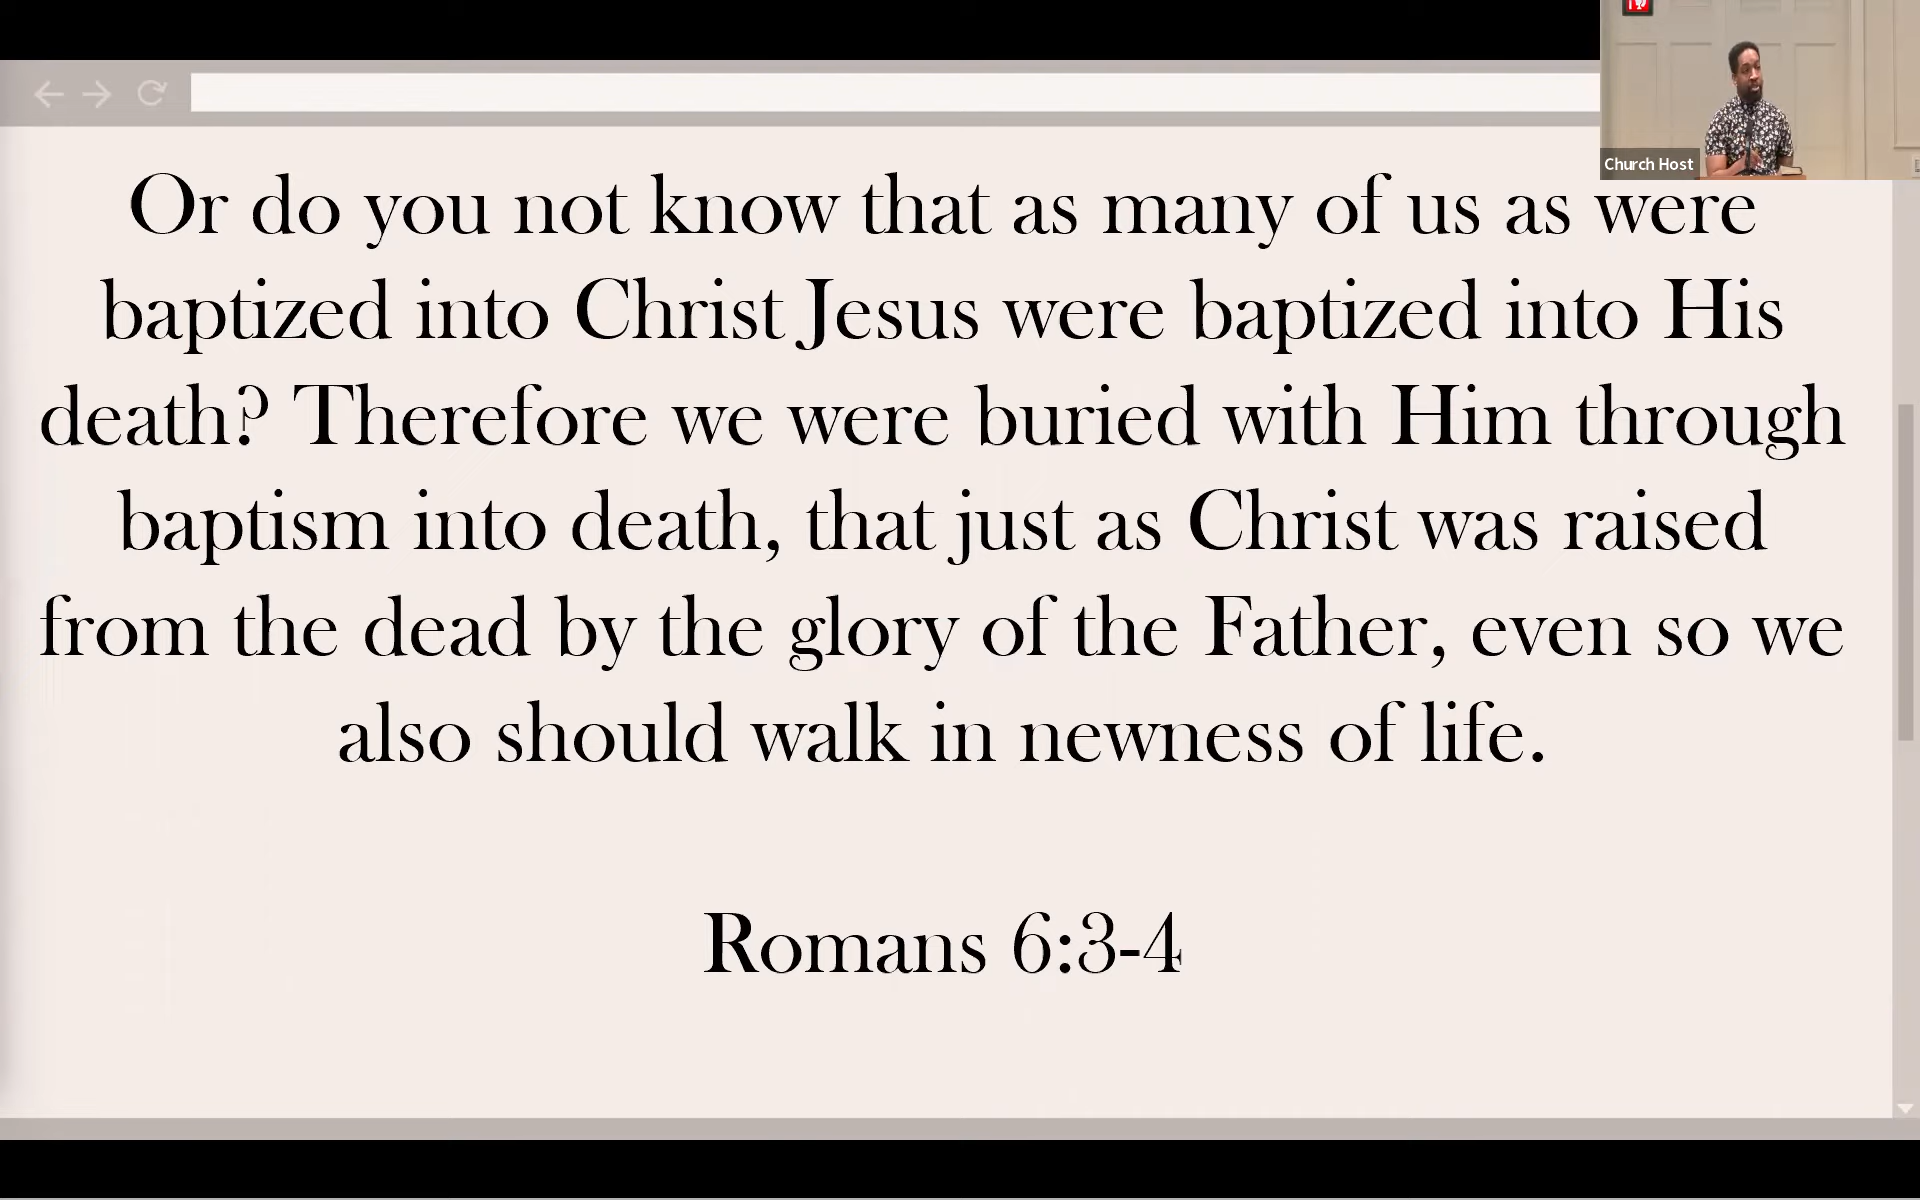 Church Host
Or do you not know that as many of us as were
baptized into Christ Jesus were baptized into His
death? Therefore we were buried with Him through
baptism into death, that just as Christ was raised
from the dead by the glory of the Father, even so we
also should walk in newness of life.
Romans 6:3-4